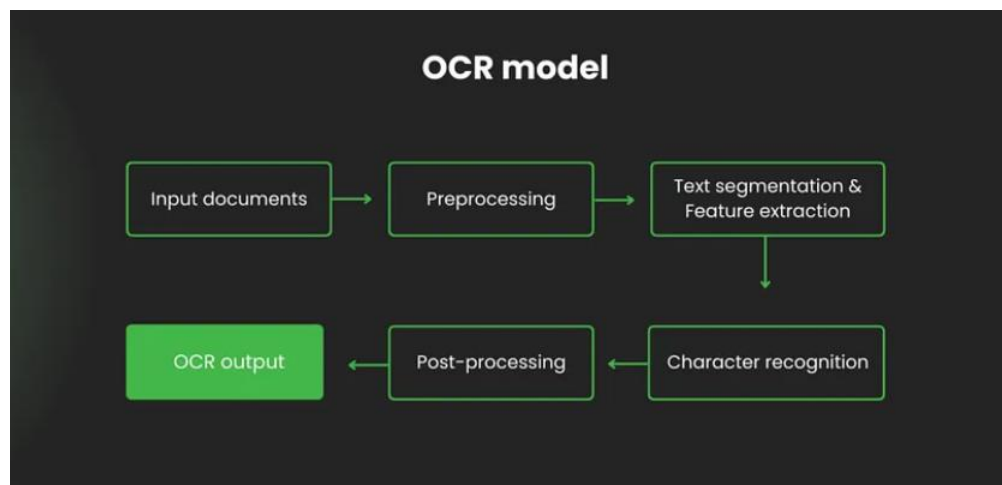 OCR model
Input documents
Preprocessing
Text segmentation &
Feature extraction
Character recognition
Post-processing
OCR output